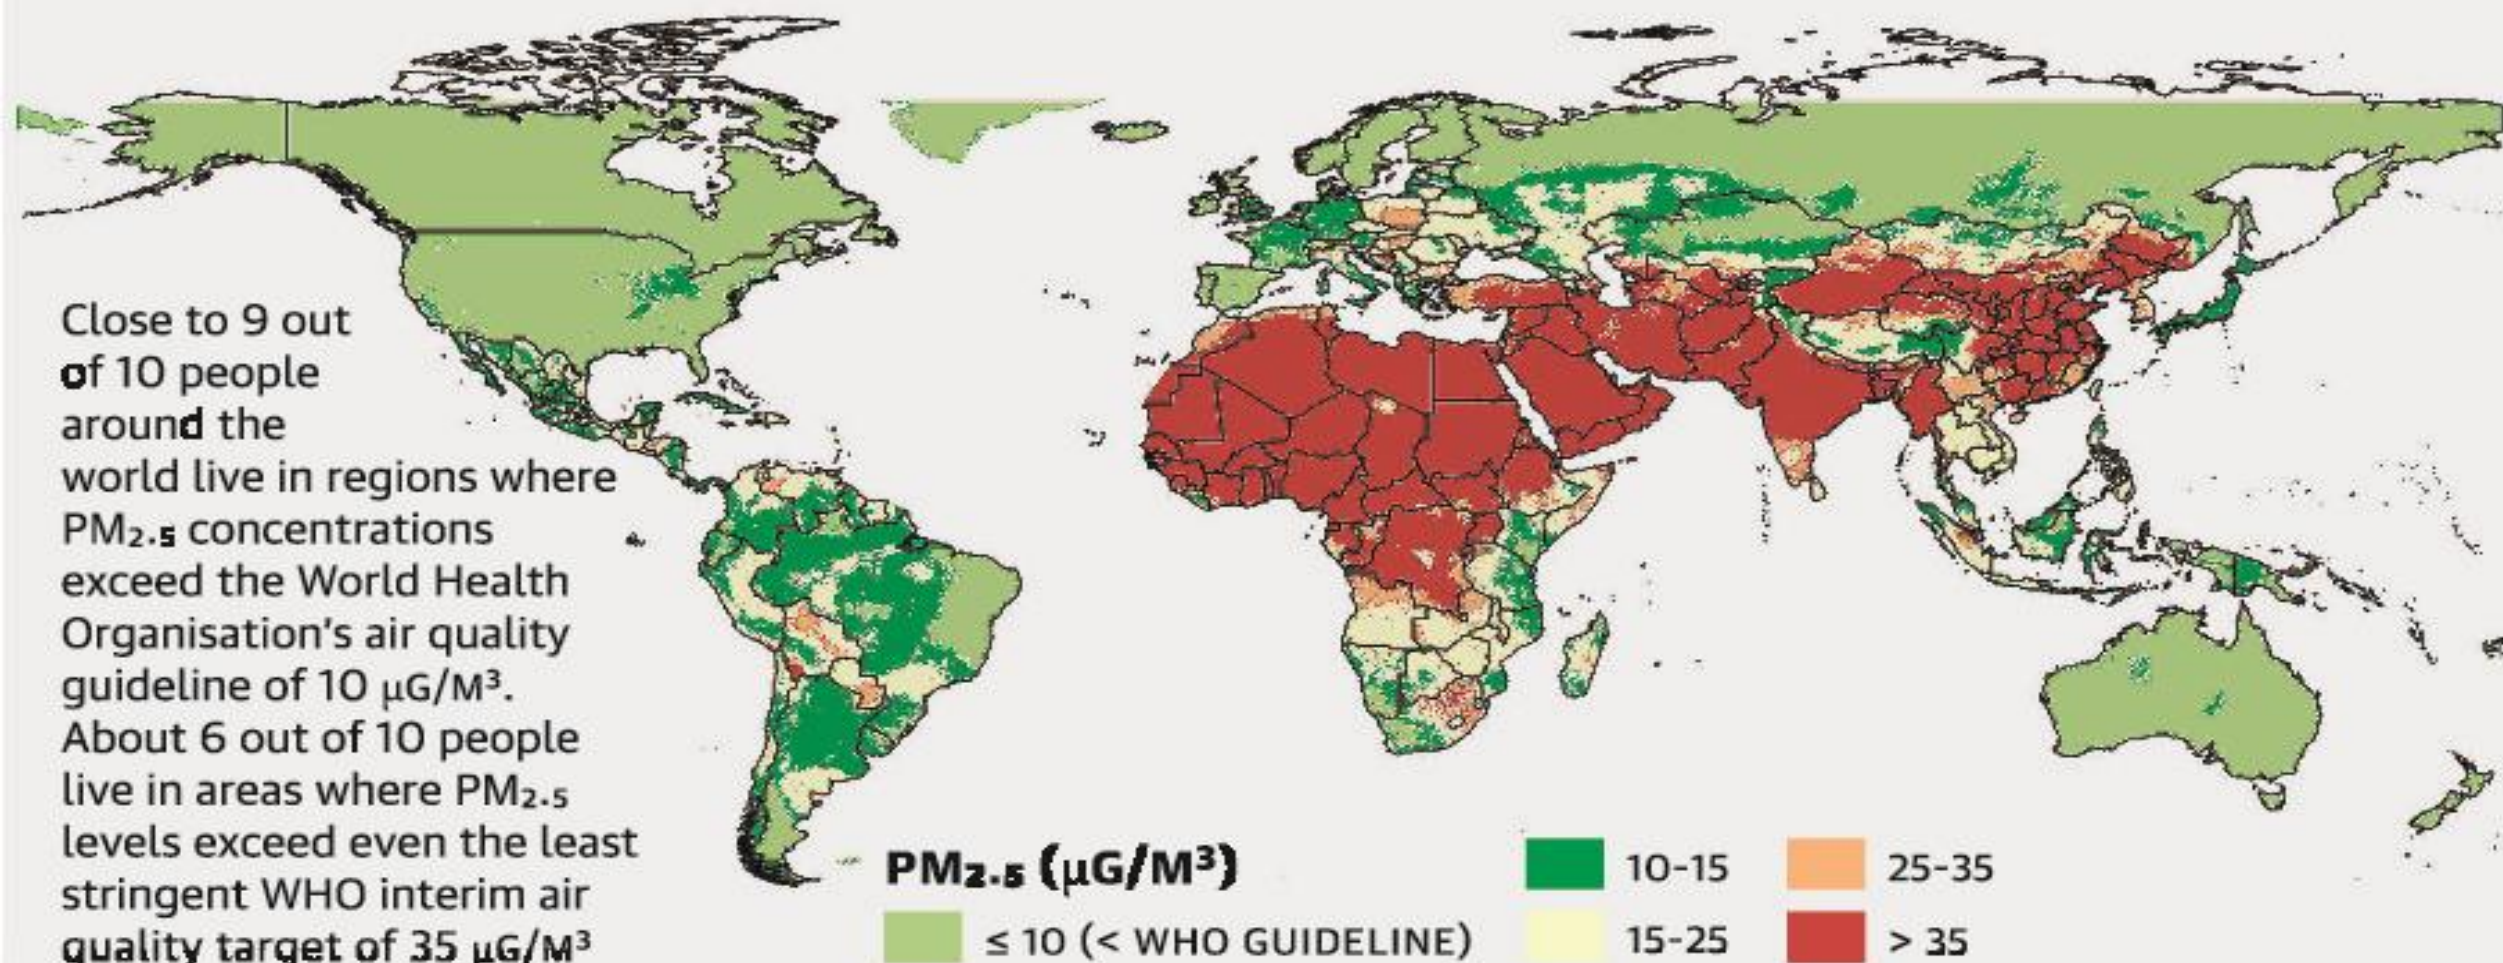 Close to 9 out
of 10 people
around the
world live in regions where
PM₂.₅ concentrations
exceed the World Health
Organisation's air quality
guideline of 10 µG/M³.
About 6 out of 10 people
live in areas where PM₂.₅
levels exceed even the least
stringent WHO interim air
quality target of 35 µG/M³
PM₂.₅ (µG/M³)
≤ 10 (< WHO GUIDELINE)
10-15
15-25
25-35
> 35